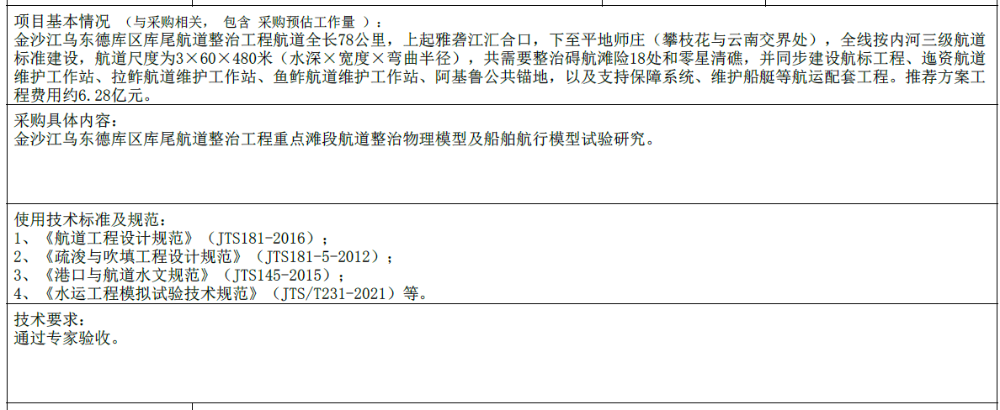 项目基本情况 (与采购相关, 包含 采购预估工作量 ):
金沙江乌东德库区库尾航道整治工程航道全长78公里，上起雅砻江汇合口，下至平地师庄（攀枝花与云南交界处），全线按内河三级航道
标准建设，航道尺度为3×60×480米（水深×宽度×弯曲半径），共需要整治碍航滩险18处和零星清礁，并同步建设航标工程、迤资航道
维护工作站、拉鲊航道维护工作站、鱼鲊航道维护工作站、阿基鲁公共锚地，以及支持保障系统、维护船艇等航运配套工程。推荐方案工
程费用约6.28亿元。
采购具体内容：
金沙江乌东德库区库尾航道整治工程重点滩段航道整治物理模型及船舶航行模型试验研究。
使用技术标准及规范：
1、《航道工程设计规范》（JTS181-2016）；
2、《疏浚与吹填工程设计规范》（JTS181-5-2012）；
3、《港口与航道水文规范》（JTS145-2015）；
4、《水运工程模拟试验技术规范》（JTS/T231-2021）等。
技术要求：
通过专家验收。